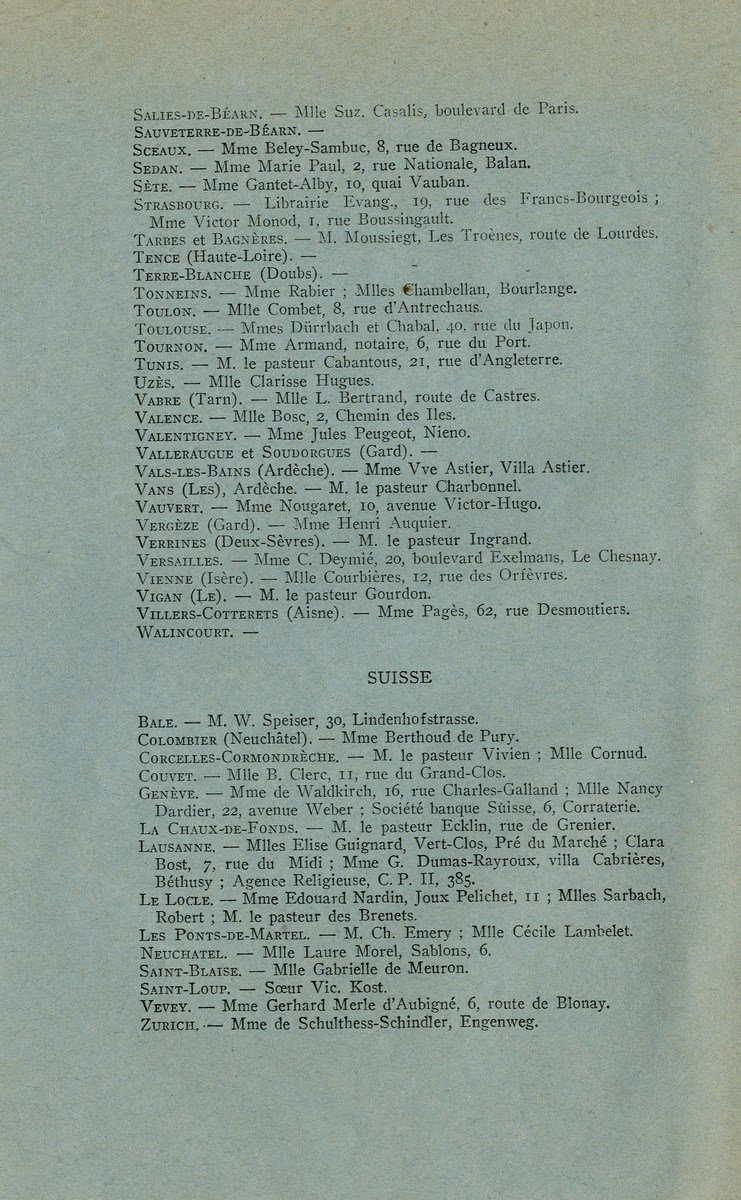 SALIES-DE-BÉARN. — Mlle Suz. Casalis, boulevard de Paris.
SAUVETERRE-DE-BÉARN. —
SCEAUX. — Mme Beley-Sambuc, 8, rue de Bagneux.
SEDAN. — Mme Marie Paul, 2, rue Nationale, Balan.
SÈTE. — Mme Gantet-Alby, 10, quai Vauban.
STRASBOURG. — Librairie Evang., 19, rue des Francs-Bourgeois ;
Mme Victor Monod, 1, rue Boussingault.
TARBES et BAGNÈRES. — M. Moussiegt, Les Troènes, route de Lourdes.
TENCE (Haute-Loire). —
TERRE-BLANCHE (Doubs). —
TONNEINS. — Mme Rabier ; Mlles Chambellan, Bourlange.
TOULON. — Mlle Combet, 8, rue d'Antrechaus.
TOULOUSE. — Mmes Dürrbach et Chabal, 40, rue du Japon.
TOURNON. — Mme Armand, notaire, 6, rue du Port.
TUNIS. — M. le pasteur Cabantous, 21, rue d'Angleterre.
UZÈS. — Mlle Clarisse Hugues.
VABRE (Tarn). — Mlle L. Bertrand, route de Castres.
VALENCE. — Mlle Bosc, 2, Chemin des Iles.
VALENTIGNEY. — Mme Jules Peugeot, Nieno.
VALLERAUGUE et SOUDORGUES (Gard). —
VALS-LES-BAINS (Ardèche). — Mme Vve Astier, Villa Astier.
VANS (LES), Ardèche. — M. le pasteur Charbonnel.
VAUVERT. — Mme Nougaret, 10, avenue Victor-Hugo.
VERGÈZE (Gard). — Mme Henri Auquier.
VERRINES (Deux-Sèvres). — M. le pasteur Ingrand.
VERSAILLES. — Mme C. Deymié, 20, boulevard Exelmans, Le Chesnay.
VIENNE (Isère). — Mlle Courbières, 12, rue des Orfèvres.
VIGAN (LE). — M. le pasteur Gourdon.
VILLERS-COTTERETS (Aisne). — Mme Pagès, 62, rue Desmoutiers.
WALINCOURT. —
SUISSE
BALE. — M. W. Speiser, 30, Lindenhofstrasse.
COLOMBIER (Neuchâtel). — Mme Berthoud de Pury.
CORCELLES-CORMONDRÈCHE. — M. le pasteur Vivien ; Mlle Cornud.
COUVET. — Mlle B. Clerc, 11, rue du Grand-Clos.
GENÈVE. — Mme de Waldkirch, 16, rue Charles-Galland ; Mlle Nancy
Dardier, 22, avenue Weber ; Société banque Suisse, 6, Corraterie.
LA CHAUX-DE-FONDS. — M. le pasteur Ecklin, rue de Grenier.
LAUSANNE. — Mlles Elise Guignard, Vert-Clos, Pré du Marché ; Clara
Bost, 7, rue du Midi ; Mme G. Dumas-Rayroux, villa Cabrières,
Béthusy ; Agence Religieuse, C. P. II, 385.
LE LOCLE. — Mme Edouard Nardin, Joux Pelichet, 11 ; Mlles Sarbach,
Robert ; M. le pasteur des Brenets.
LES PONTS-DE-MARTEL. — M. Ch. Emery ; Mlle Cécile Lambelet.
NEUCHATEL. — Mlle Laure Morel, Sablons, 6.
SAINT-BLAISE. — Mlle Gabrielle de Meuron.
SAINT-LOUP. — Sœur Vic. Kost.
VEVEY. — Mme Gerhard Merle d'Aubigné, 6, route de Blonay.
ZURICH. — Mme de Schulthess-Schindler, Engenweg.